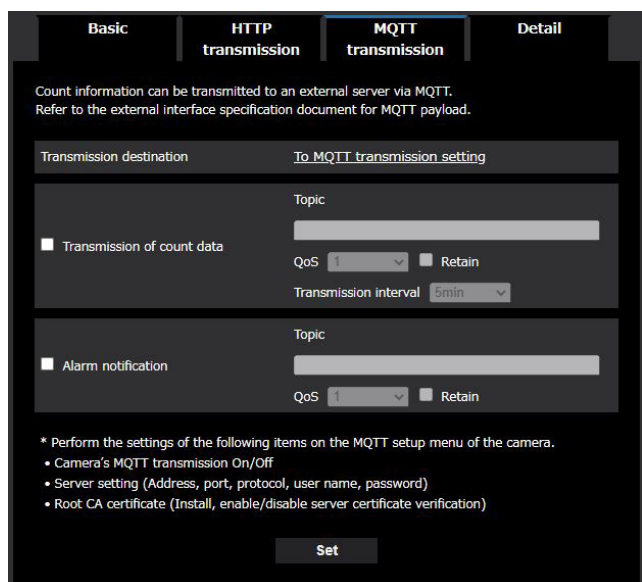 Basic
HTTP
transmission
MQTT
transmission
Detail
Count information can be transmitted to an external server via MQTT.
Refer to the external interface specification document for MQTT payload.
Transmission destination
To MQTT transmission setting
Transmission of count data
Topic
QoS 1 Retain
Transmission interval 5min
Alarm notification
Topic
QoS 1 Retain
* Perform the settings of the following items on the MQTT setup menu of the camera.
• Camera's MQTT transmission On/Off
• Server setting (Address, port, protocol, user name, password)
• Root CA certificate (Install, enable/disable server certificate verification)
Set